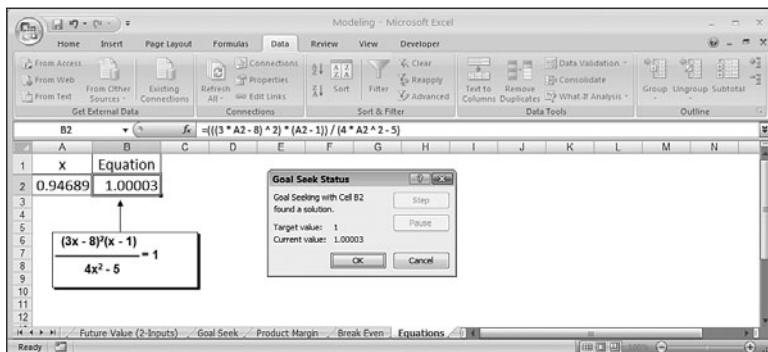 Modeling - Microsoft Excel
Home Insert Page Layout Formulas Data Review View Developer
From Access
From Web
From Text
From Other Sources
Existing Connections
Get External Data
Refresh All
Connections
Properties
Edit Links
Connections
Sort
Filter
Clear
Reapply
Advanced
Sort & Filter
Text to Columns
Remove Duplicates
Data Validation
Consolidate
What-If Analysis
Data Tools
Group Ungroup Subtotal
Outline
B2 fx =(((3 * A2 - 8) ^ 2) * (A2 - 1)) / (4 * A2 ^ 2 - 5)
A B C D E F G H I J K L M N
1 x Equation
2 0.94689 1.00003
3
4
5
6
7
8
9
10
11
12
(3x - 8)²(x - 1)
= 1
4x² - 5
Goal Seek Status
Goal Seeking with Cell B2
found a solution.
Target value: 1
Current value: 1.00003
Step
Pause
OK
Cancel
Future Value (2-Inputs) Goal Seek Product Margin Break Even Equations
Ready 100%